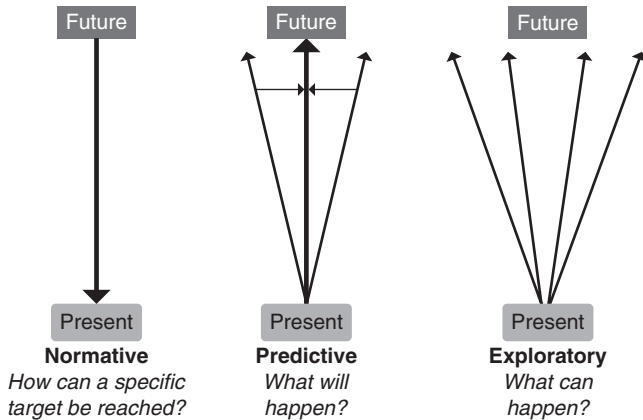 Future
Future
Future
Present
Present
Present
Normative
How can a specific
target be reached?
Predictive
What will
happen?
Exploratory
What can
happen?